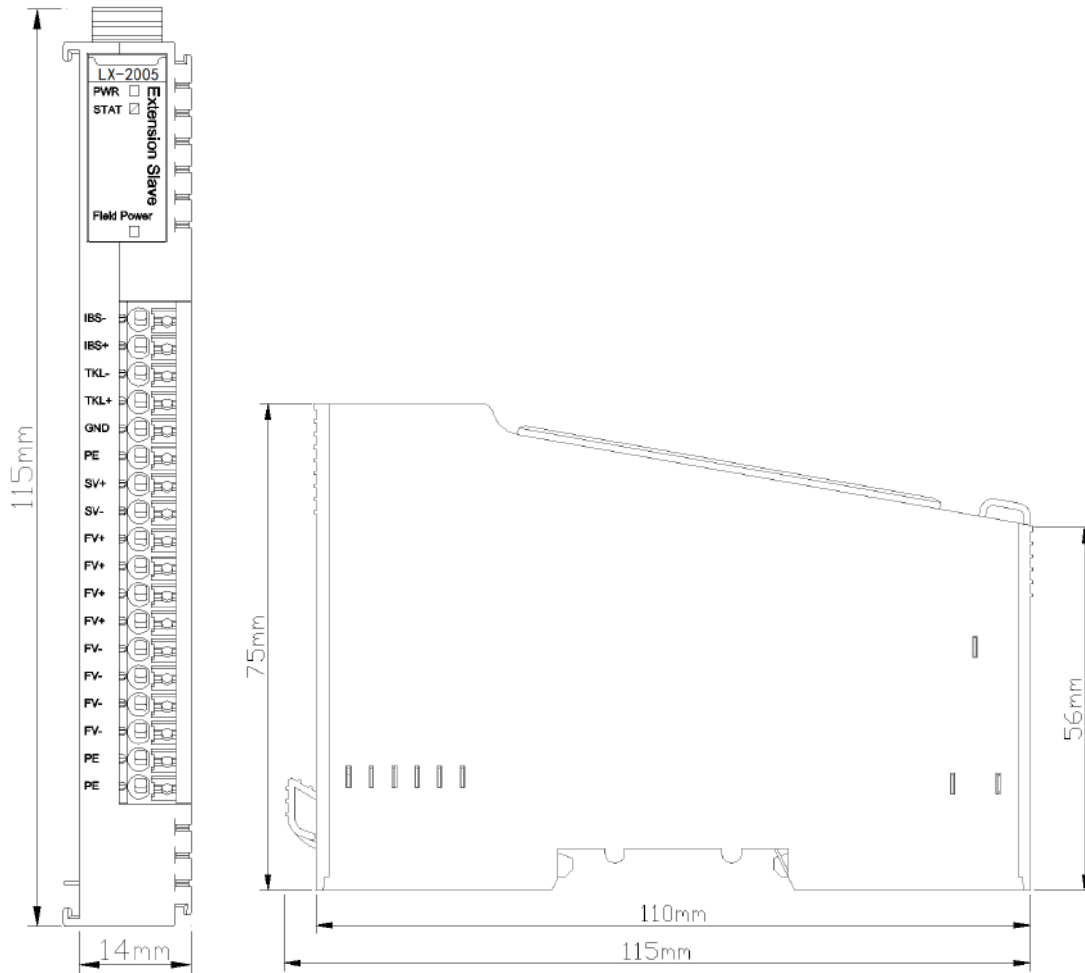 LX-2005
PWR
STAT
Extension Slave
Field Power
IBS-
IBS+
TKL-
TKL+
GND
PE
SV+
SV-
FV+
FV+
FV+
FV+
FV-
FV-
FV-
FV-
PE
PE
115mm
14mm
75mm
56mm
110mm
115mm